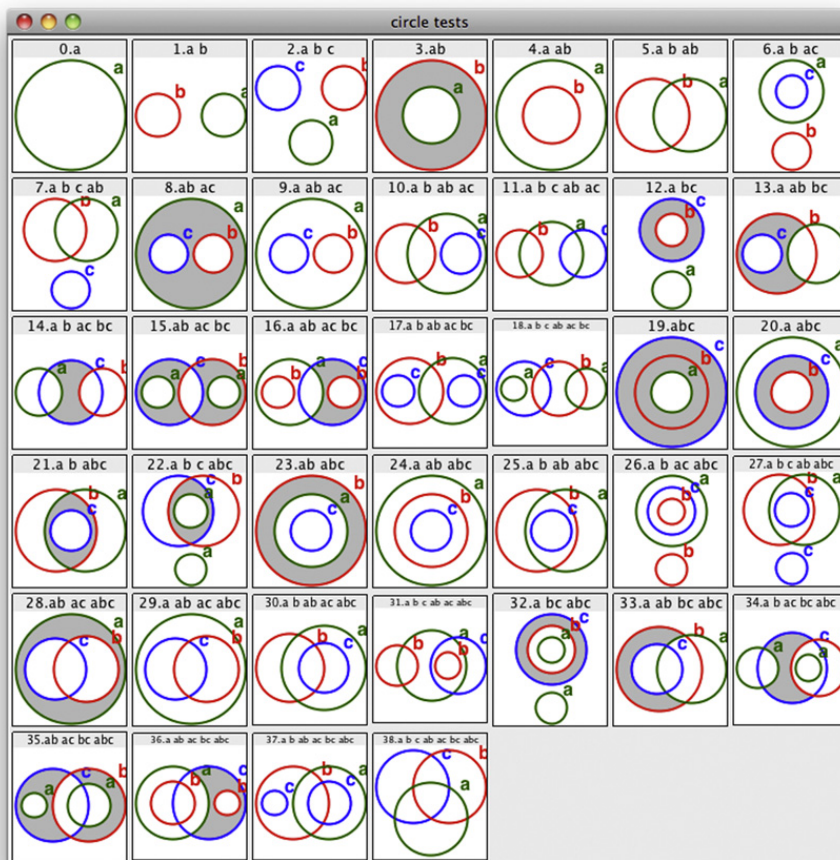 circle tests
0.a
a
1.a b
b
a
2.a b c
c
b
a
3.ab
b
a
4.a ab
a
b
5.a b ab
b
a
6.a b ac
a
c
b
7.a b c ab
b
a
c
8.ab ac
a
c
b
9.a ab ac
a
c
b
10.a b ab ac
a
b
c
11.a b c ab ac
b
a
c
12.a bc
c
b
a
13.a ab bc
b
c
a
14.a b ac bc
a
c
b
15.ab ac bc
c
b
a
a
16.a ab ac bc
a
c
b
b
17.a b ab ac bc
b
a
c
c
18.a b c ab ac bc
c
b
a
a
19.abc
c
b
a
20.a abc
a
c
b
21.a b abc
b
a
c
22.a b c abc
c
b
a
a
23.ab abc
b
a
c
24.a ab abc
a
b
c
25.a b ab abc
b
a
c
26.a b ac abc
a
c
b
b
27.a b c ab abc
b
a
c
c
28.ab ac abc
a
c
b
29.a ab ac abc
a
c
b
30.a b ab ac abc
a
b
c
31.a b c ab ac abc
b
a
c
b
32.a bc abc
c
b
a
a
33.a ab bc abc
b
a
c
34.a b ac bc abc
a
c
b
a
35.ab ac bc abc
c
b
a
a
36.a ab ac bc abc
a
c
b
b
37.a b ab ac bc abc
b
a
c
c
38.a b c ab ac bc abc
c
b
a